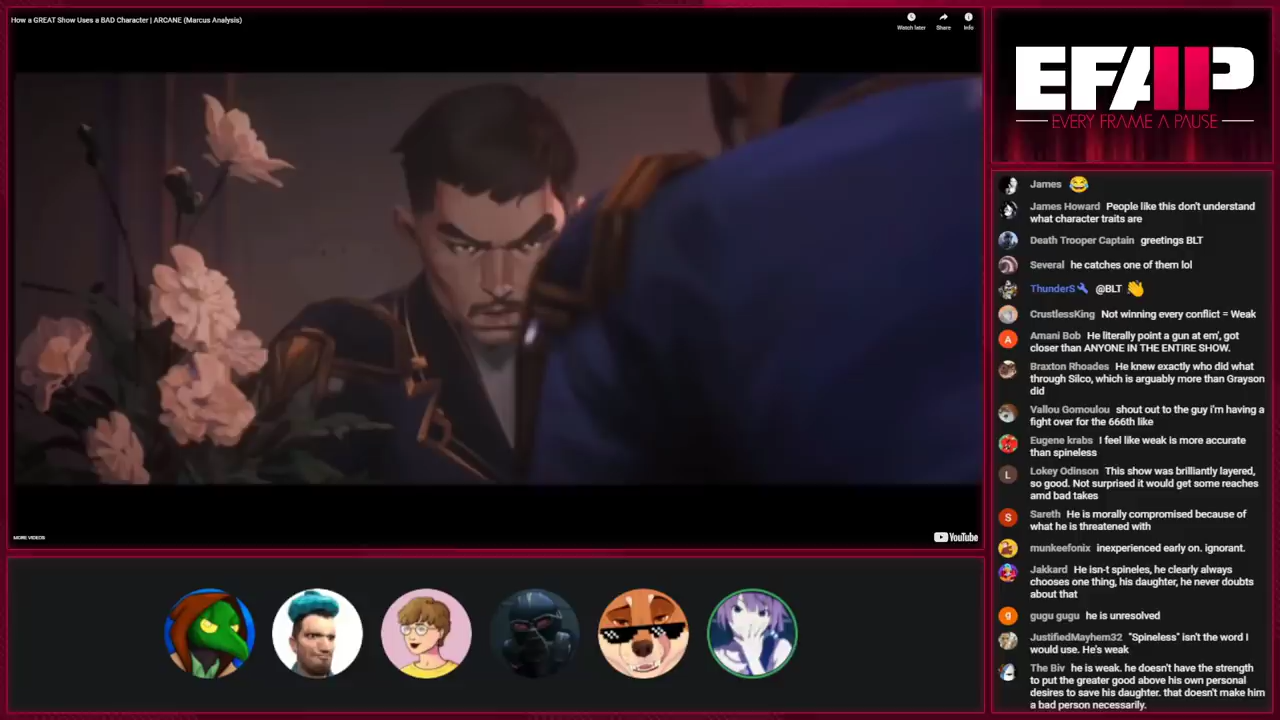 How a GREAT Show Uses a BAD Character | ARCANE (Marcus Analysis)
Watch later
Share
Info
MORE VIDEOS
YouTube
EFAP
EVERY FRAME A PAUSE
James 😂
James Howard People like this don't understand
what character traits are
Death Trooper Captain greetings BLT
Several he catches one of them lol
ThunderS🔧 @BLT 👏
CrustlessKing Not winning every conflict = Weak
A
Amani Bob He literally point a gun at em', got
closer than ANYONE IN THE ENTIRE SHOW.
Braxton Rhoades He knew exactly who did what
through Silco, which is arguably more than Grayson
did
Vallou Gomoulou shout out to the guy i'm having a
fight over for the 666th like
Eugene krabs I feel like weak is more accurate
than spineless
L
Lokey Odinson This show was brilliantly layered,
so good. Not surprised it would get some reaches
amd bad takes
S
Sareth He is morally compromised because of
what he is threatened with
munkeefonix inexperienced early on. ignorant.
Jakkard He isn-t spineles, he clearly always
chooses one thing, his daughter, he never doubts
about that
g
gugu gugu he is unresolved
JustifiedMayhem32 "Spineless" isn't the word I
would use. He's weak
The Biv he is weak. he doesn't have the strength
to put the greater good above his own personal
desires to save his daughter. that doesn't make him
a bad person necessarily.